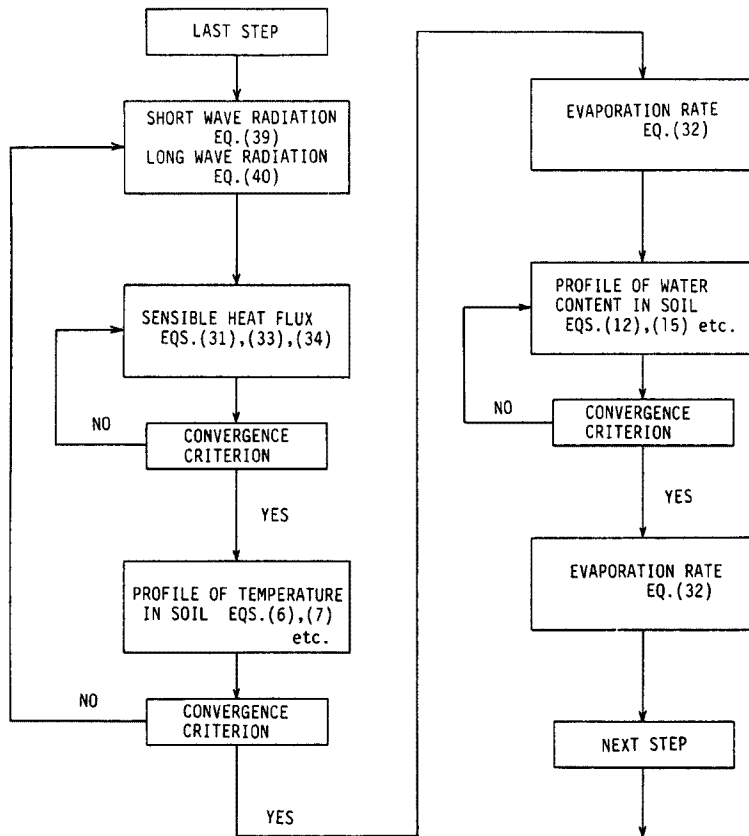 LAST STEP
SHORT WAVE RADIATION
EQ.(39)
LONG WAVE RADIATION
EQ.(40)
SENSIBLE HEAT FLUX
EQS.(31),(33),(34)
NO
CONVERGENCE
CRITERION
YES
PROFILE OF TEMPERATURE
IN SOIL EQS.(6),(7)
etc.
NO
CONVERGENCE
CRITERION
YES
EVAPORATION RATE
EQ.(32)
PROFILE OF WATER
CONTENT IN SOIL
EQS.(12),(15) etc.
NO
CONVERGENCE
CRITERION
YES
EVAPORATION RATE
EQ.(32)
NEXT STEP